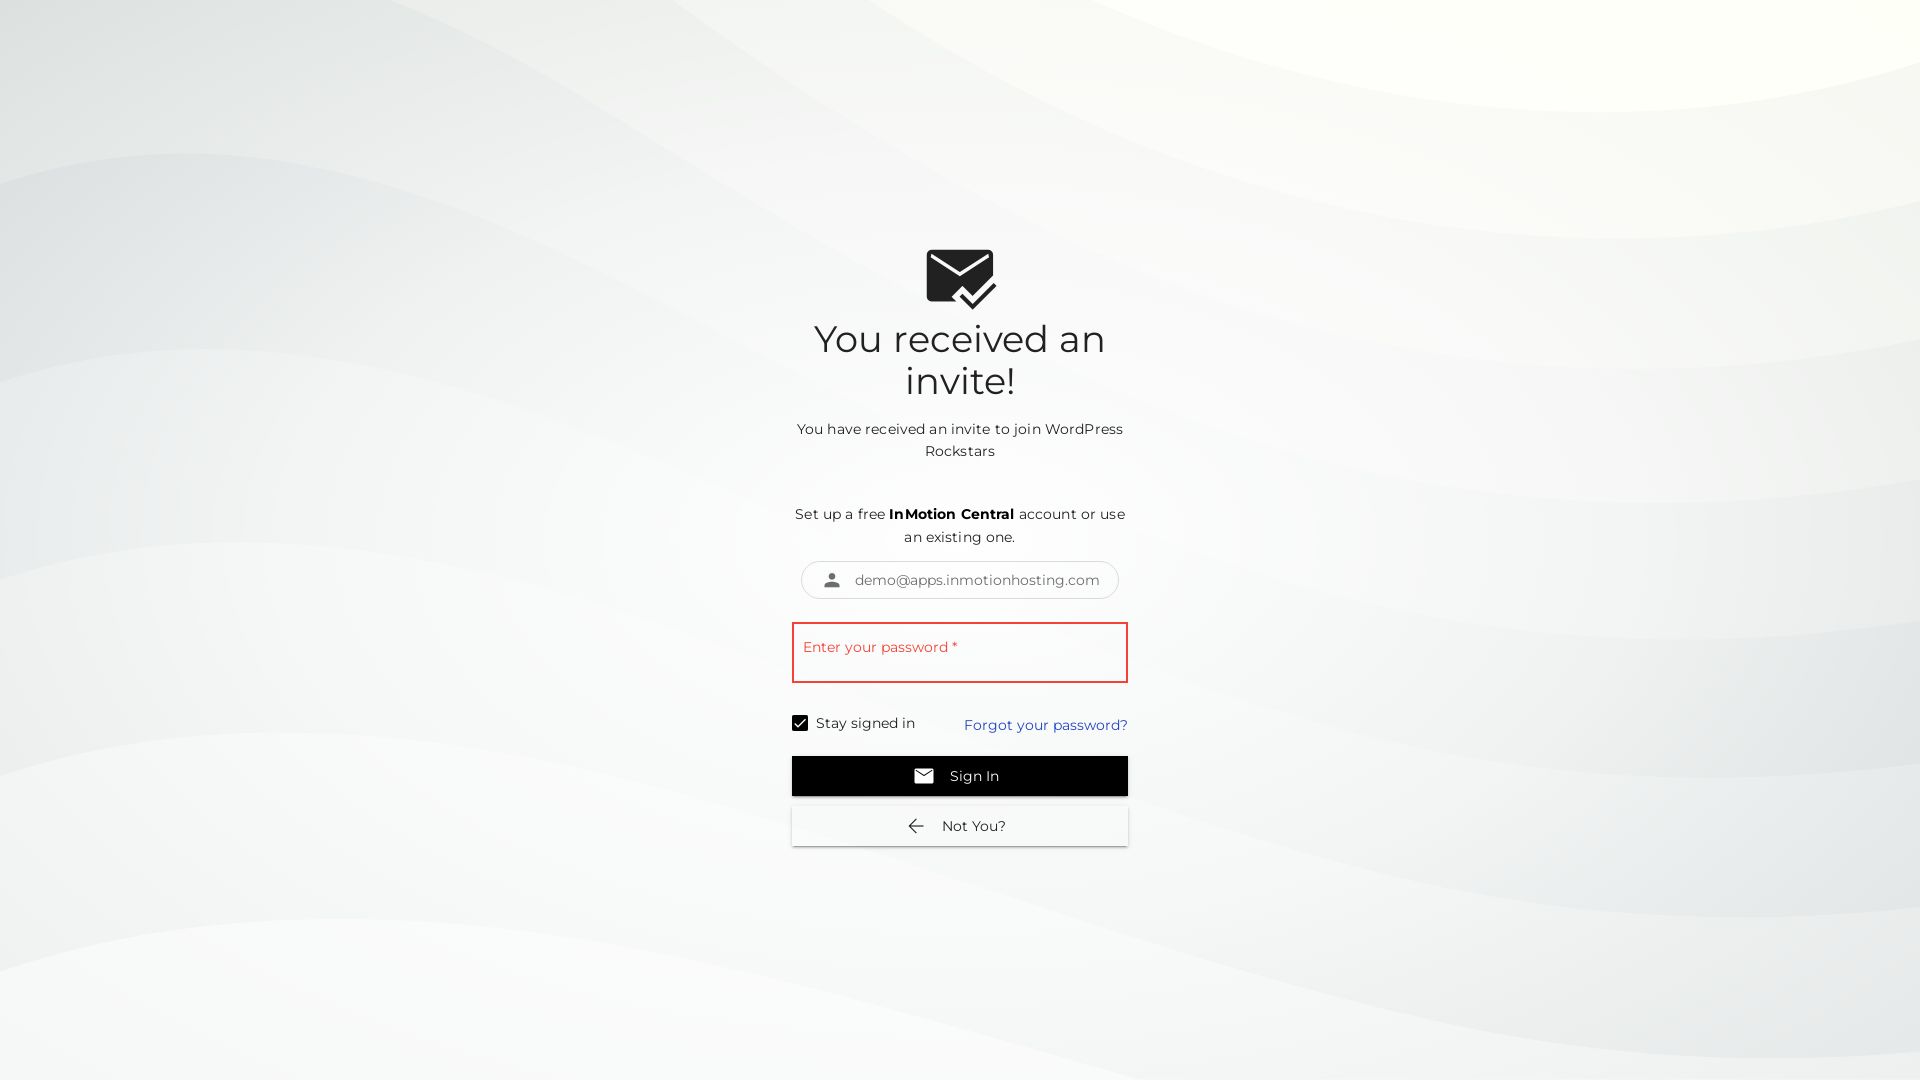 You received an
invite!
You have received an invite to join WordPress
Rockstars
Set up a free InMotion Central account or use
an existing one.
demo@apps.inmotionhosting.com
Enter your password *
Stay signed in
Forgot your password?
Sign In
Not You?